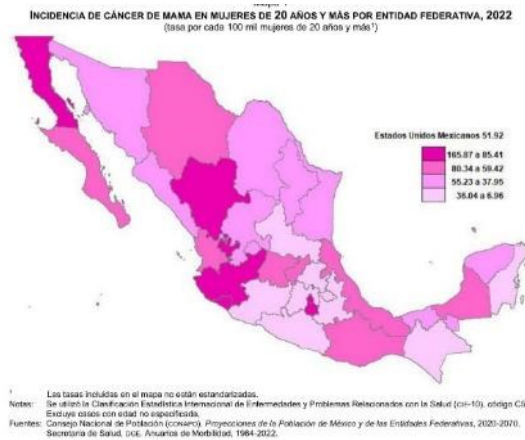 INCIDENCIA DE CÁNCER DE MAMA EN MUJERES DE 20 AÑOS Y MÁS POR ENTIDAD FEDERATIVA, 2022
(tasa por cada 100 mil mujeres de 20 años y más¹)
Estados Unidos Mexicanos 51.92
165.87 a 85.41
80.34 a 59.42
55.23 a 37.95
36.04 a 6.96
¹ Las tasas incluidas en el mapa no están estandarizadas.
Notas: Se utilizó la Clasificación Estadística Internacional de Enfermedades y Problemas Relacionados con la Salud (CIE-10), código C5
Excluye casos con edad no especificada.
Fuentes: Consejo Nacional de Población (CONAPO). Proyecciones de la Población de México y de las Entidades Federativas, 2020-2070.
Secretaría de Salud, DGE. Anuarios de Morbilidad, 1984-2022.